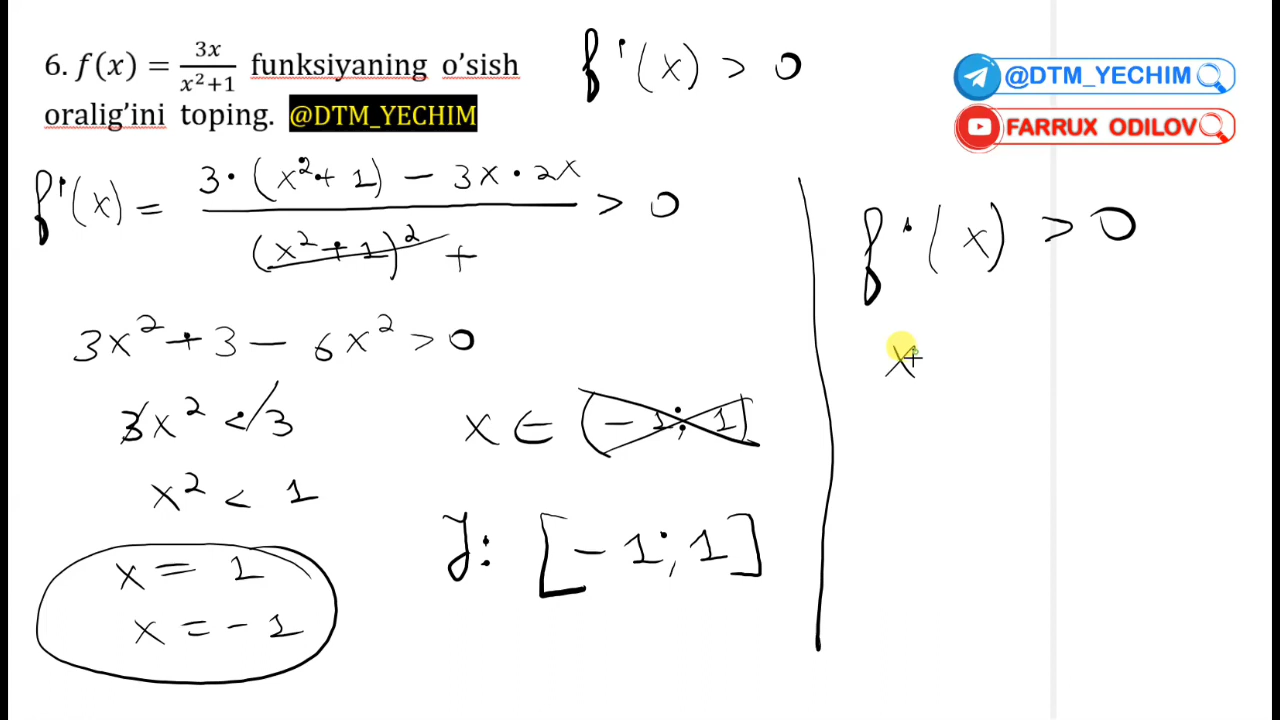 6. f(x) = 3x / x²+1 funksiyaning o'sish
oralig'ini toping. @DTM_YECHIM
f'(x) > 0
@DTM_YECHIM
FARRUX ODILOV
f'(x) = 3·(x²+1) − 3x·2x / (x²+1)² + > 0
3x² + 3 − 6x² > 0
3x² < 3
x² < 1
x = 1
x = −1
x ∈ (−1; 1)
J: [−1; 1]
f'(x) > 0
x